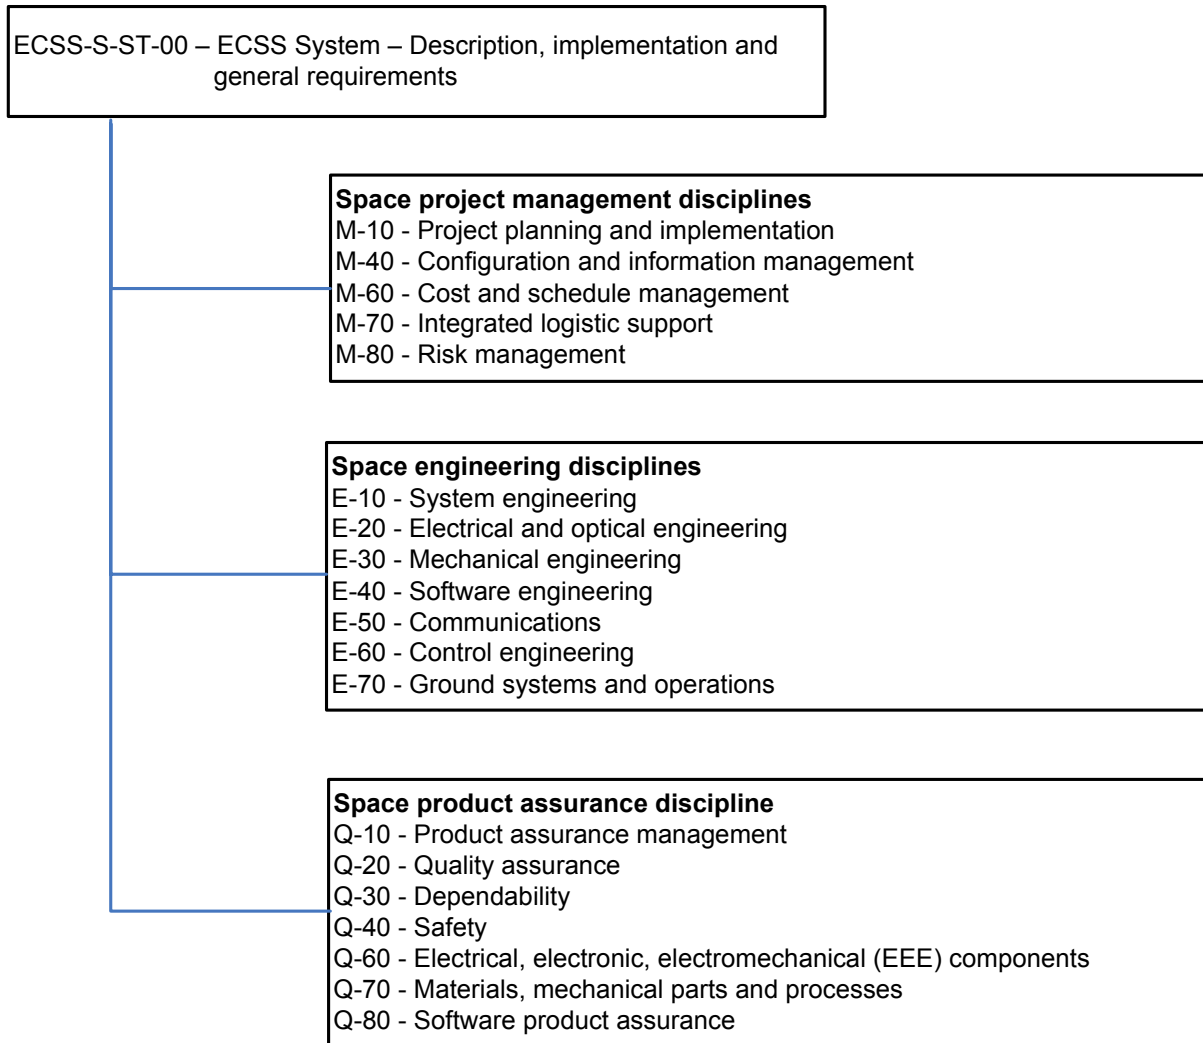 ECSS-S-ST-00 – ECSS System – Description, implementation and
general requirements
Space project management disciplines
M-10 - Project planning and implementation
M-40 - Configuration and information management
M-60 - Cost and schedule management
M-70 - Integrated logistic support
M-80 - Risk management
Space engineering disciplines
E-10 - System engineering
E-20 - Electrical and optical engineering
E-30 - Mechanical engineering
E-40 - Software engineering
E-50 - Communications
E-60 - Control engineering
E-70 - Ground systems and operations
Space product assurance discipline
Q-10 - Product assurance management
Q-20 - Quality assurance
Q-30 - Dependability
Q-40 - Safety
Q-60 - Electrical, electronic, electromechanical (EEE) components
Q-70 - Materials, mechanical parts and processes
Q-80 - Software product assurance